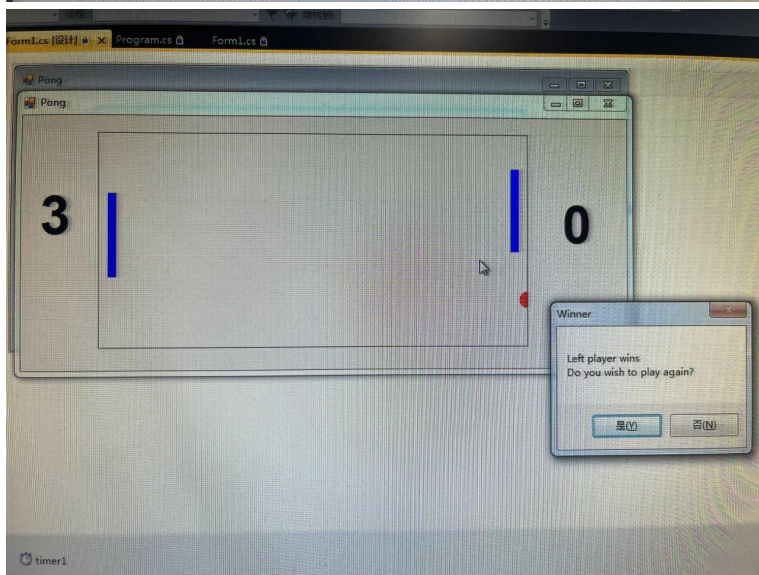 Form1.cs [设计]
Program.cs
Form1.cs
Pong
Pong
3
0
Winner
Left player wins
Do you wish to play again?
是(Y)
否(N)
timer1